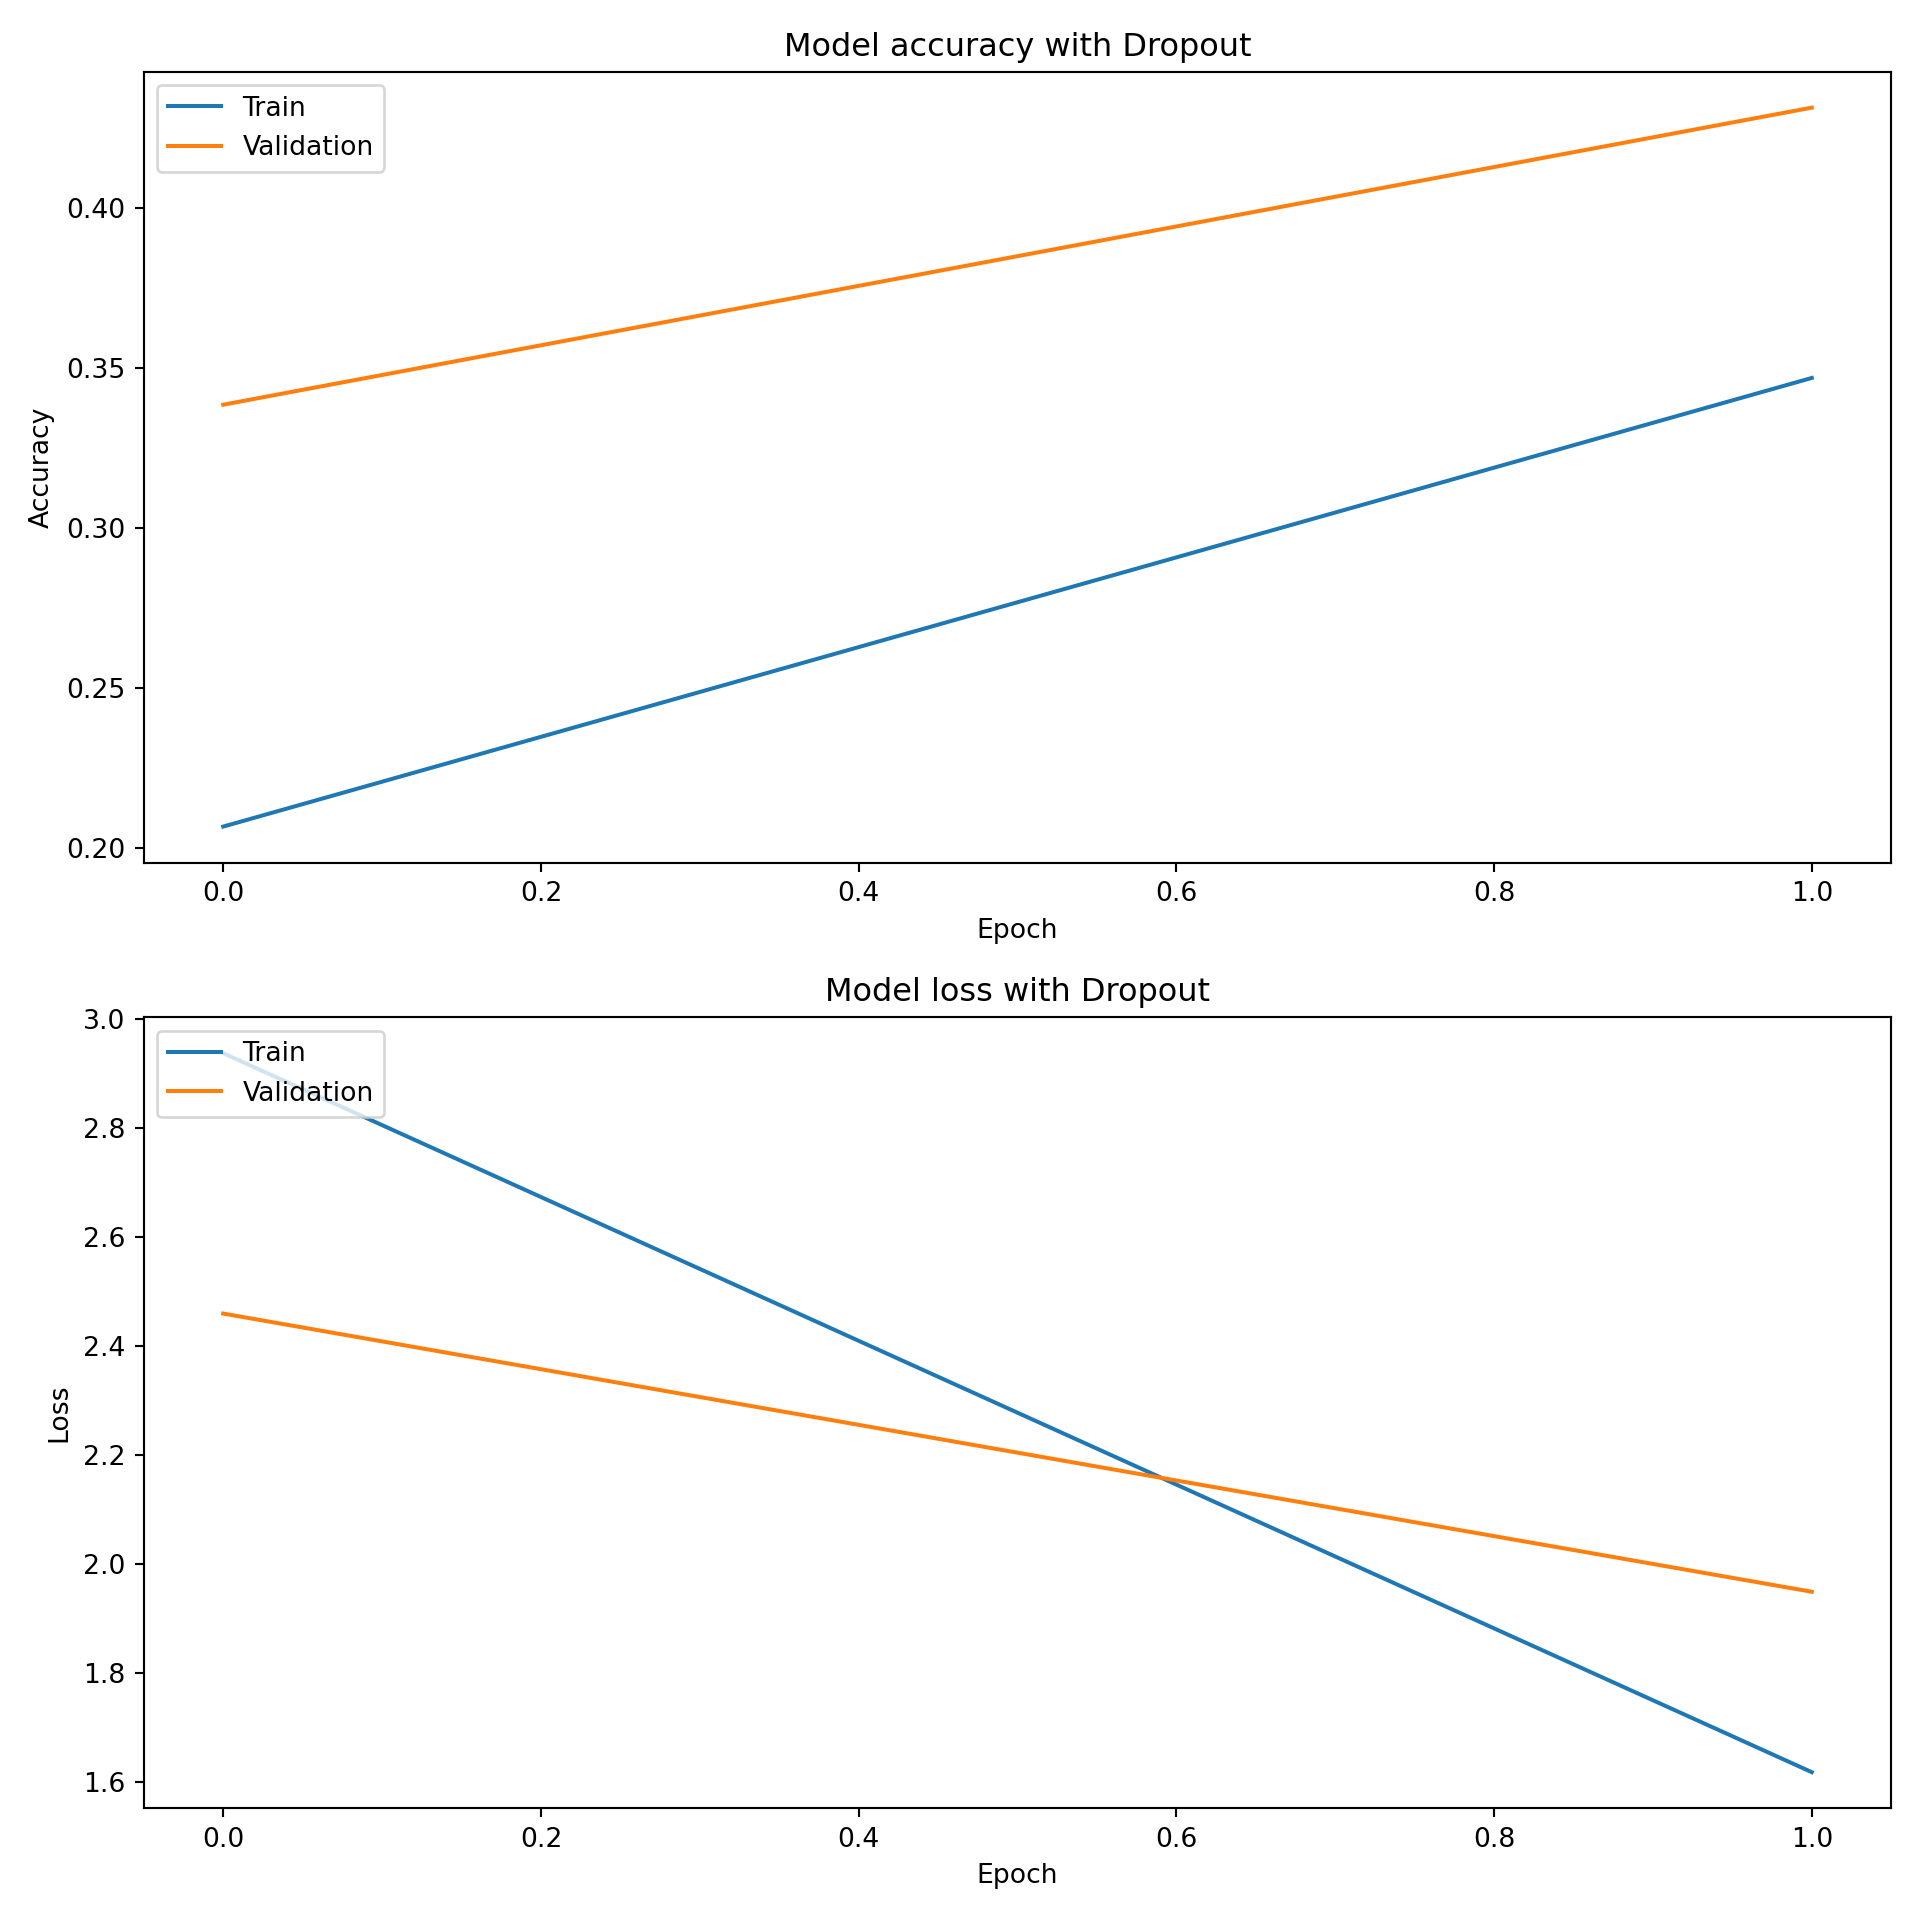 Model accuracy with Dropout
Train
Validation
0.40
0.35
0.30
0.25
0.20
Accuracy
0.0 0.2 0.4 0.6 0.8 1.0
Epoch
Model loss with Dropout
Train
Validation
3.0
2.8
2.6
2.4
2.2
2.0
1.8
1.6
Loss
0.0 0.2 0.4 0.6 0.8 1.0
Epoch